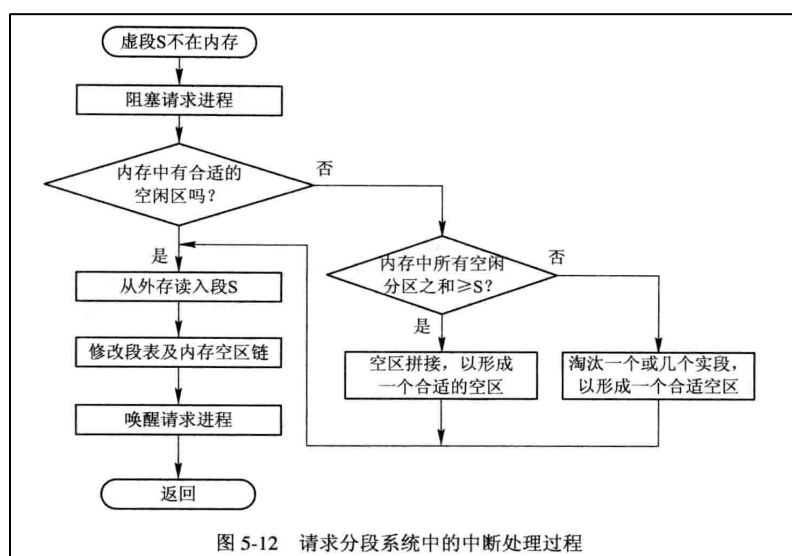 虚段S不在内存
阻塞请求进程
内存中有合适的
空闲区吗？
否
是
内存中所有空闲
分区之和≥S？
否
是
从外存读入段S
修改段表及内存空区链
唤醒请求进程
返回
空区拼接，以形成
一个合适的空区
淘汰一个或几个实段，
以形成一个合适空区
图 5-12 请求分段系统中的中断处理过程